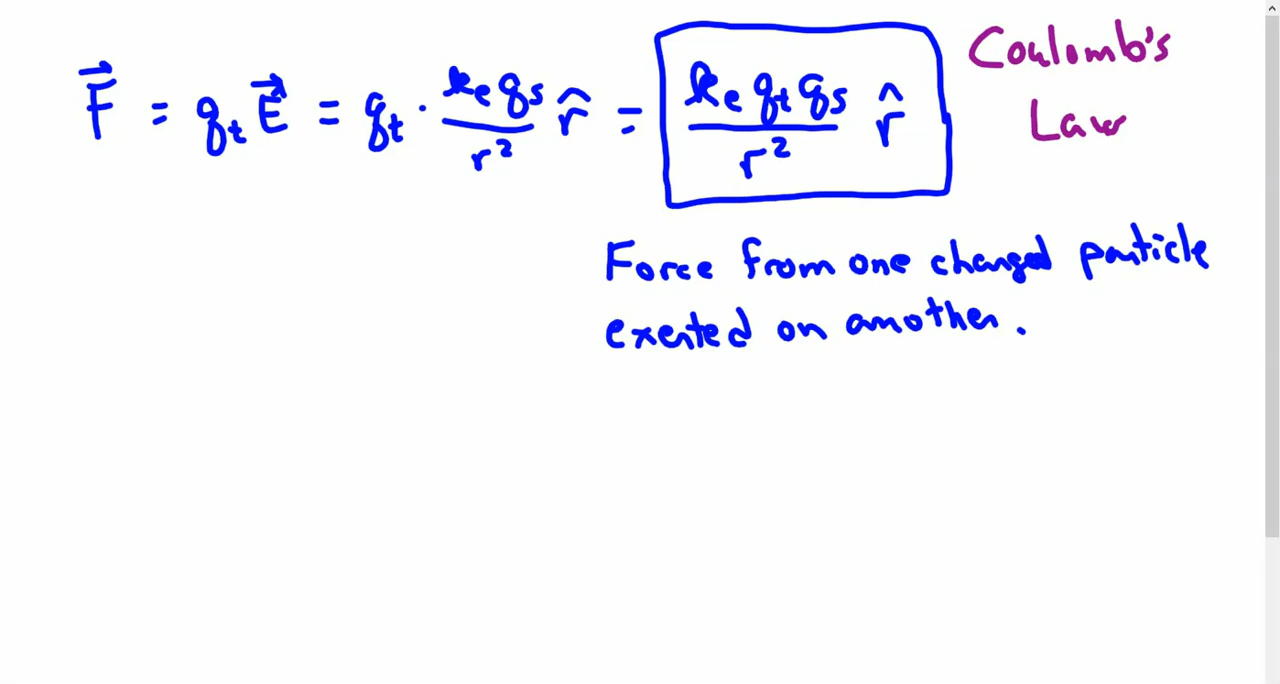 F⃗ = q_t E⃗ = q_t · k_e q_s / r² r̂ = k_e q_t q_s / r² r̂
Coulomb's
Law
Force from one charged particle
exerted on another.